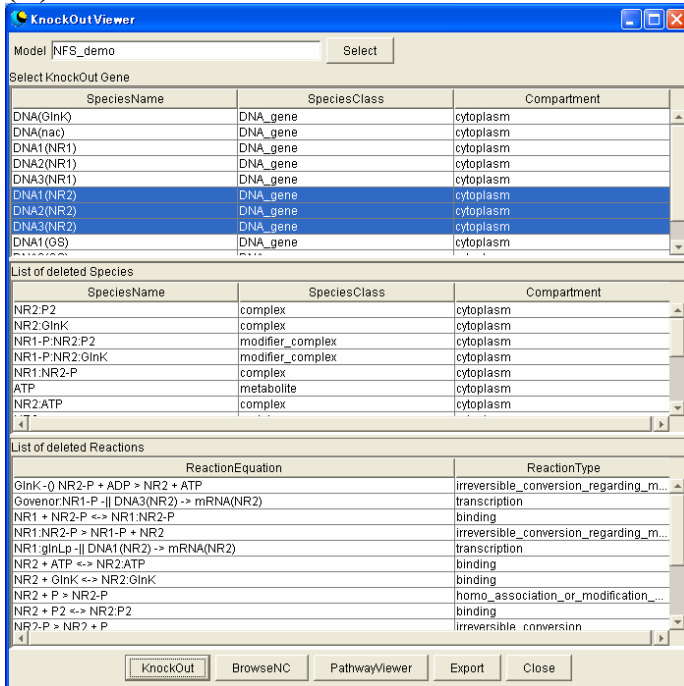 KnockOutViewer
Model NFS_demo Select
Select KnockOut Gene
SpeciesName SpeciesClass Compartment
DNA(GlnK) DNA_gene cytoplasm
DNA(nac) DNA_gene cytoplasm
DNA1(NR1) DNA_gene cytoplasm
DNA2(NR1) DNA_gene cytoplasm
DNA3(NR1) DNA_gene cytoplasm
DNA1(NR2) DNA_gene cytoplasm
DNA2(NR2) DNA_gene cytoplasm
DNA3(NR2) DNA_gene cytoplasm
DNA1(GS) DNA_gene cytoplasm
List of deleted Species
SpeciesName SpeciesClass Compartment
NR2:P2 complex cytoplasm
NR2:GlnK complex cytoplasm
NR1-P:NR2:P2 modifier_complex cytoplasm
NR1-P:NR2:GlnK modifier_complex cytoplasm
NR1:NR2-P complex cytoplasm
ATP metabolite cytoplasm
NR2:ATP complex cytoplasm
List of deleted Reactions
ReactionEquation ReactionType
GlnK -() NR2-P + ADP > NR2 + ATP irreversible_conversion_regarding_m...
Govenor:NR1-P -|| DNA3(NR2) -> mRNA(NR2) transcription
NR1 + NR2-P <-> NR1:NR2-P binding
NR1:NR2-P > NR1-P + NR2 irreversible_conversion_regarding_m...
NR1:glnLp -|| DNA1(NR2) -> mRNA(NR2) transcription
NR2 + ATP <-> NR2:ATP binding
NR2 + GlnK <-> NR2:GlnK binding
NR2 + P > NR2-P homo_association_or_modification_...
NR2 + P2 <-> NR2:P2 binding
NR2-P > NR2 + P irreversible_conversion
KnockOut BrowseNC PathwayViewer Export Close